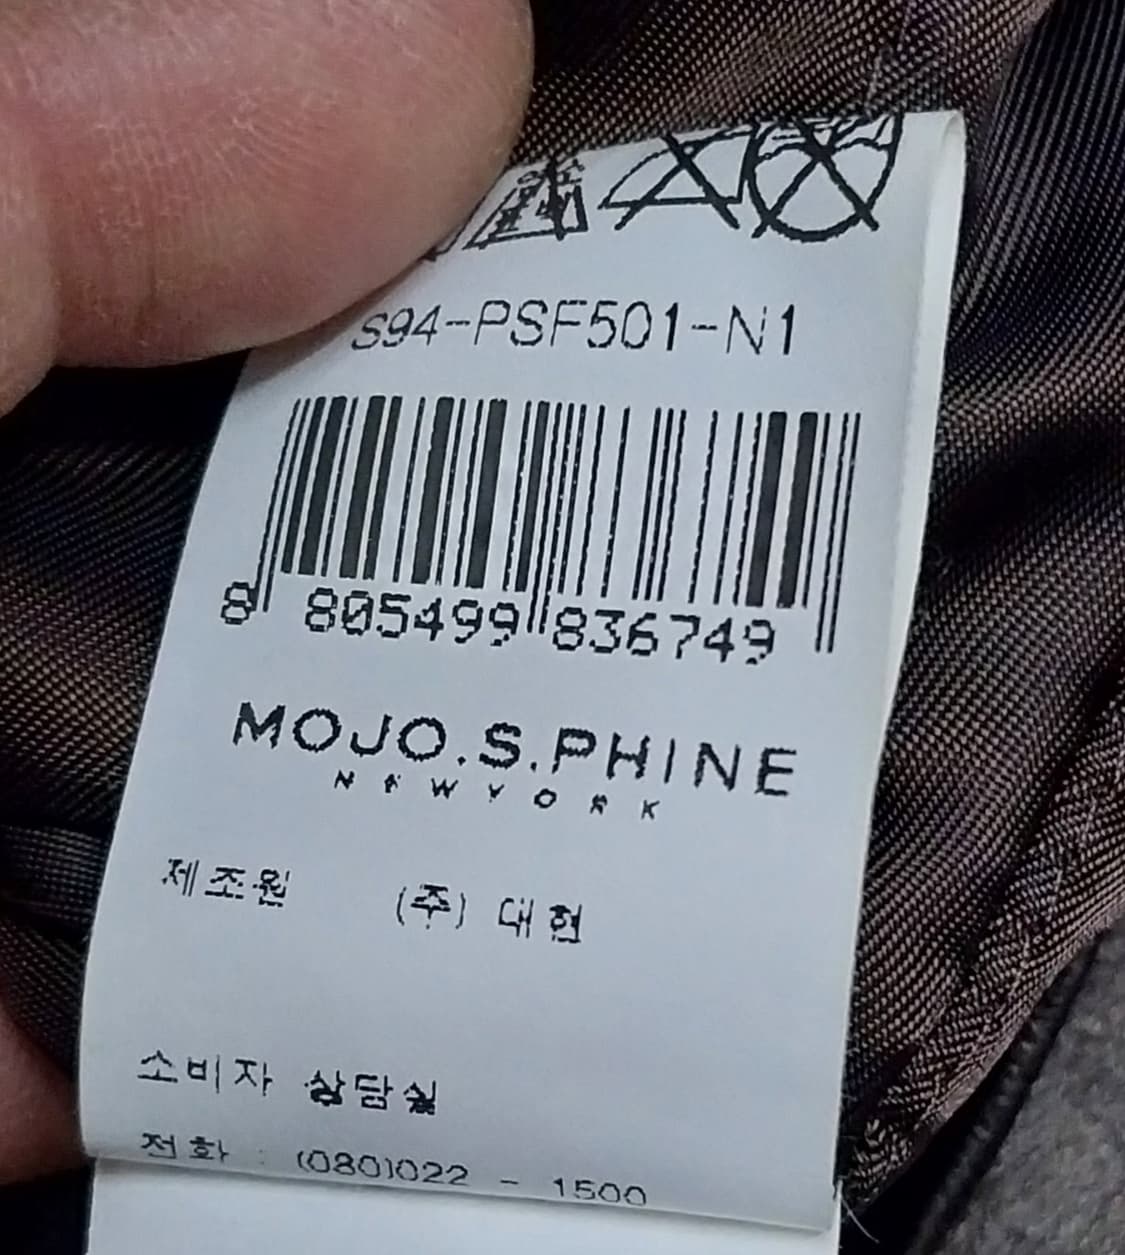 S94-PSF501-N1
8 805499 836749
MOJO.S.PHINE
NEWYORK
제조원 (주) 대현
소비자 상담실
전화 : (080)022 - 1500